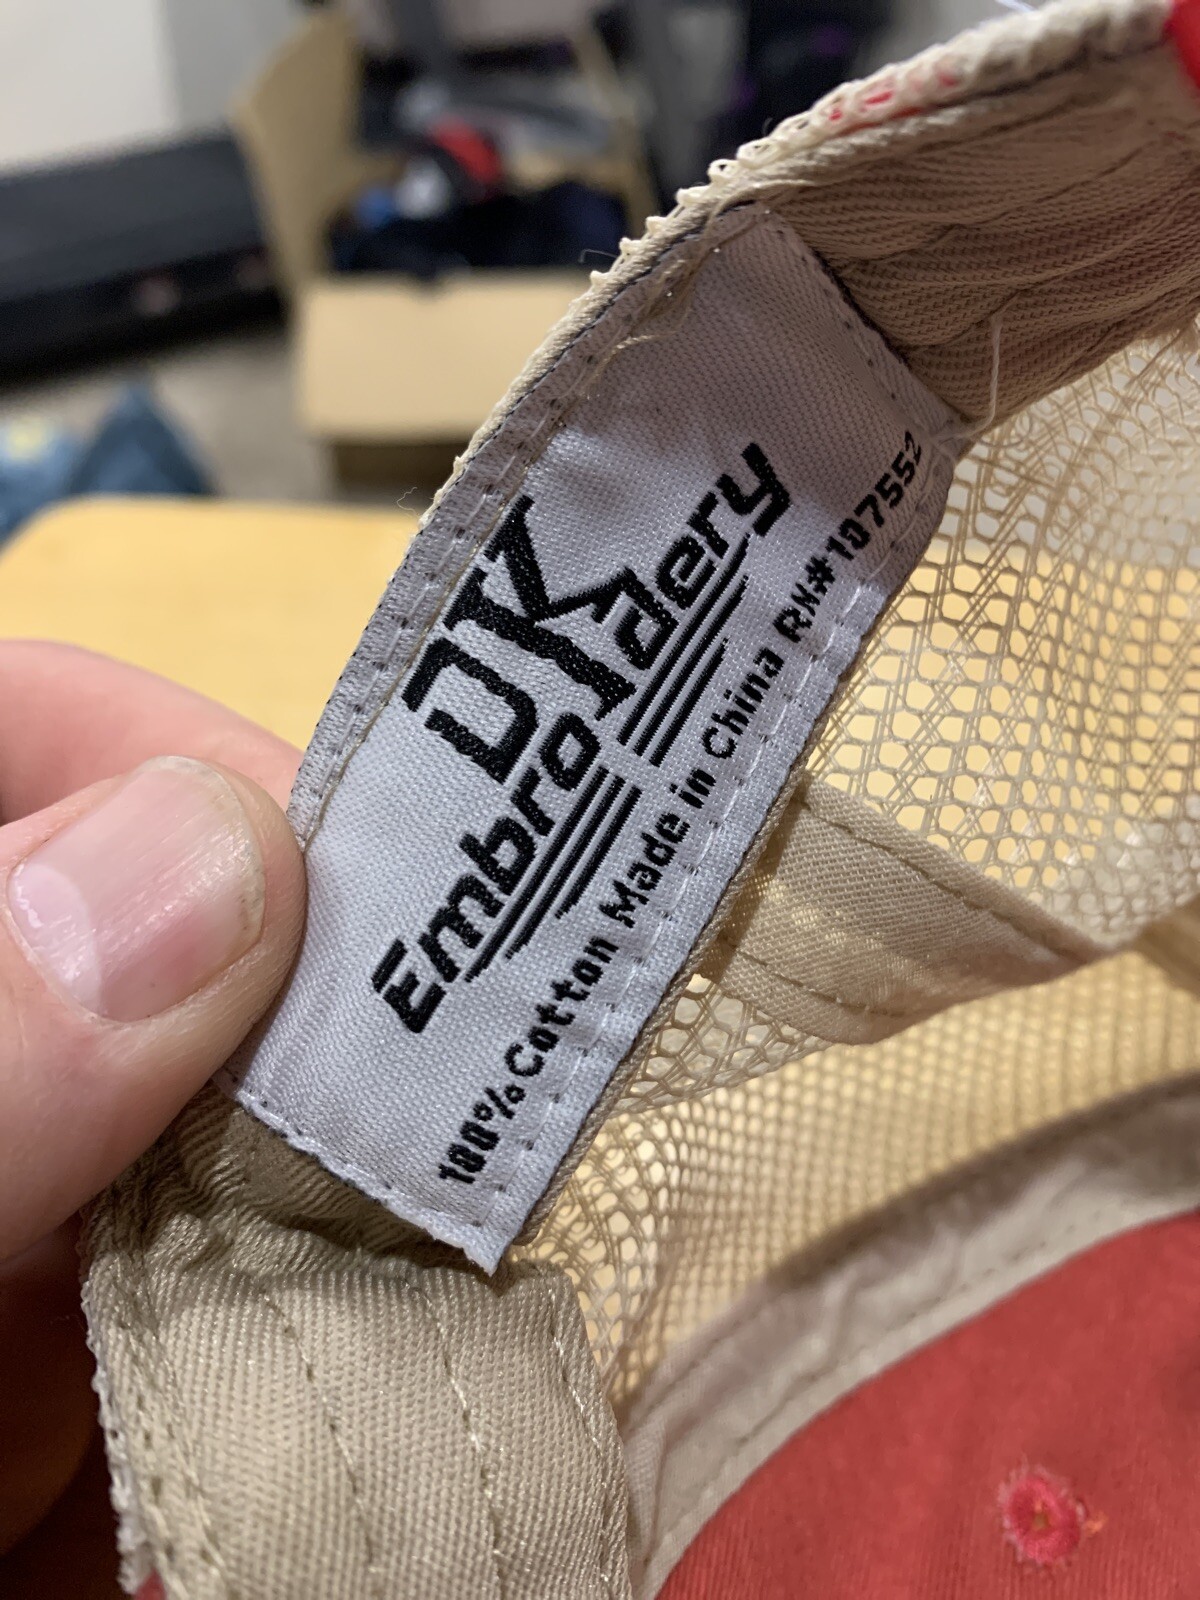 DK
Embroidery
100% Cotton Made in China RN#107552